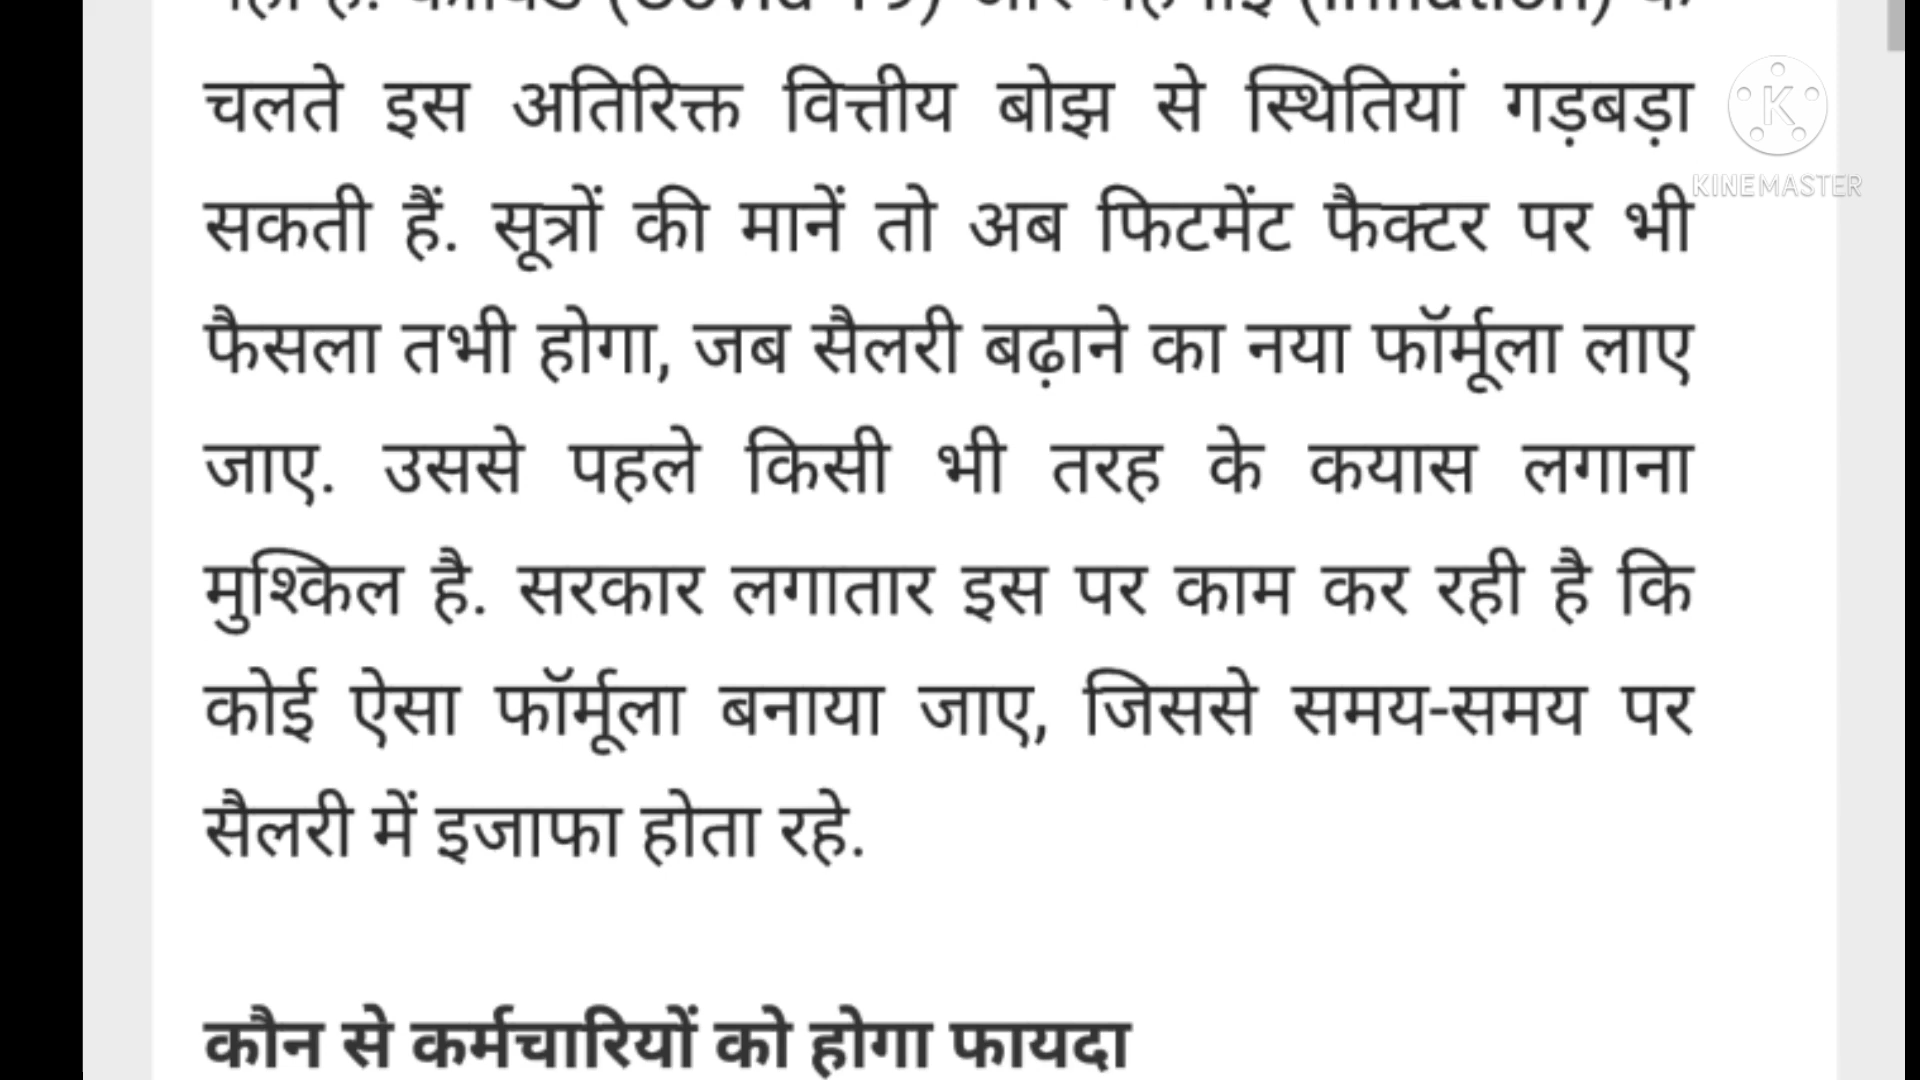 चलते इस अतिरिक्त वित्तीय बोझ से स्थितियां गड़बड़ा
सकती हैं. सूत्रों की मानें तो अब फिटमेंट फैक्टर पर भी
फैसला तभी होगा, जब सैलरी बढ़ाने का नया फॉर्मूला लाए
जाए. उससे पहले किसी भी तरह के कयास लगाना
मुश्किल है. सरकार लगातार इस पर काम कर रही है कि
कोई ऐसा फॉर्मूला बनाया जाए, जिससे समय-समय पर
सैलरी में इजाफा होता रहे.
कौन से कर्मचारियों को होगा फायदा
K
KINEMASTER